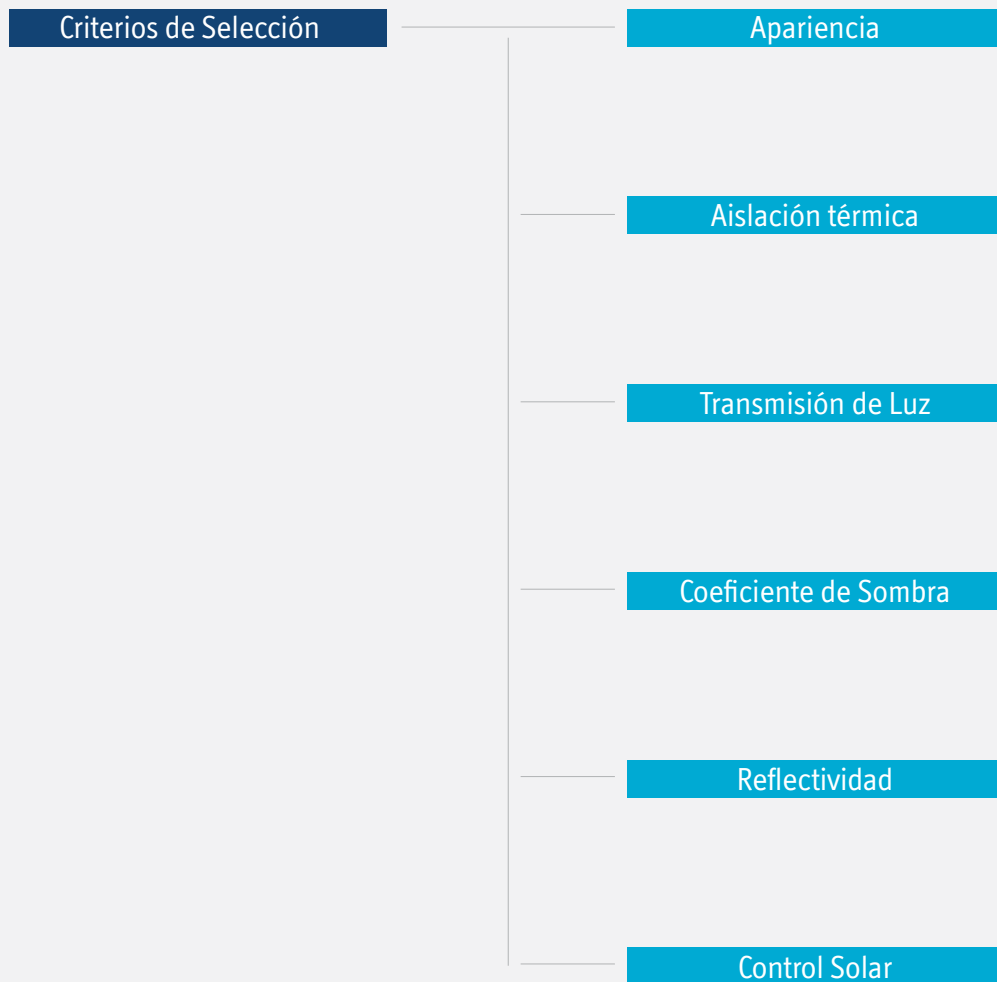 Criterios de Selección
Apariencia
Aislación térmica
Transmisión de Luz
Coeficiente de Sombra
Reflectividad
Control Solar